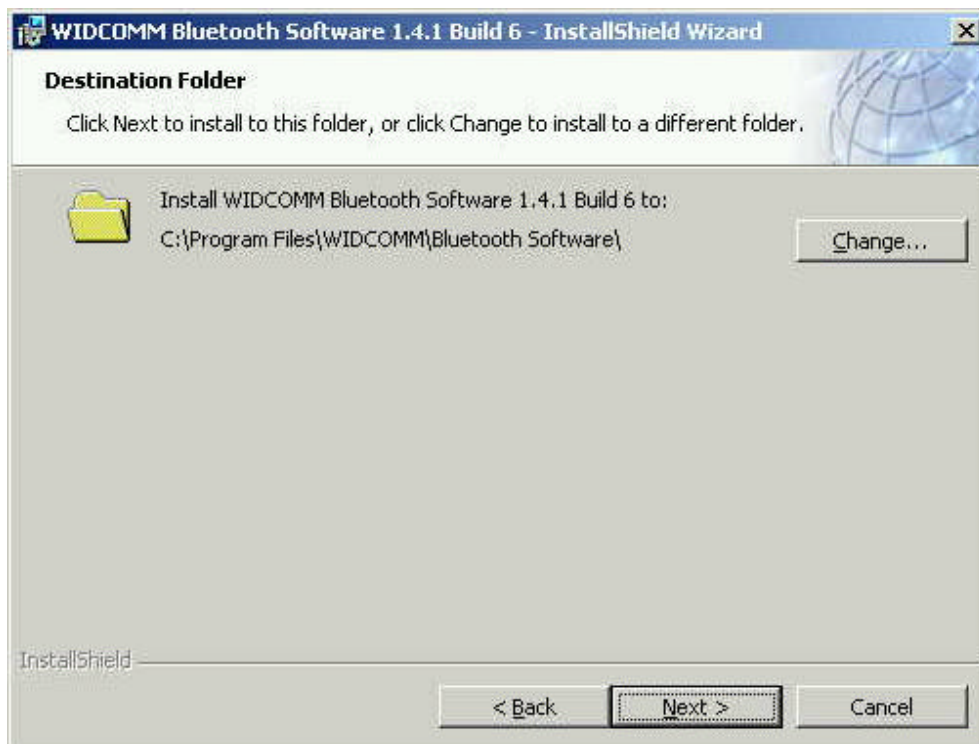 WIDCOMM Bluetooth Software 1.4.1 Build 6 - InstallShield Wizard
Destination Folder
Click Next to install to this folder, or click Change to install to a different folder.
Install WIDCOMM Bluetooth Software 1.4.1 Build 6 to:
C:\Program Files\WIDCOMM\Bluetooth Software\
Change...
InstallShield
< Back
Next >
Cancel